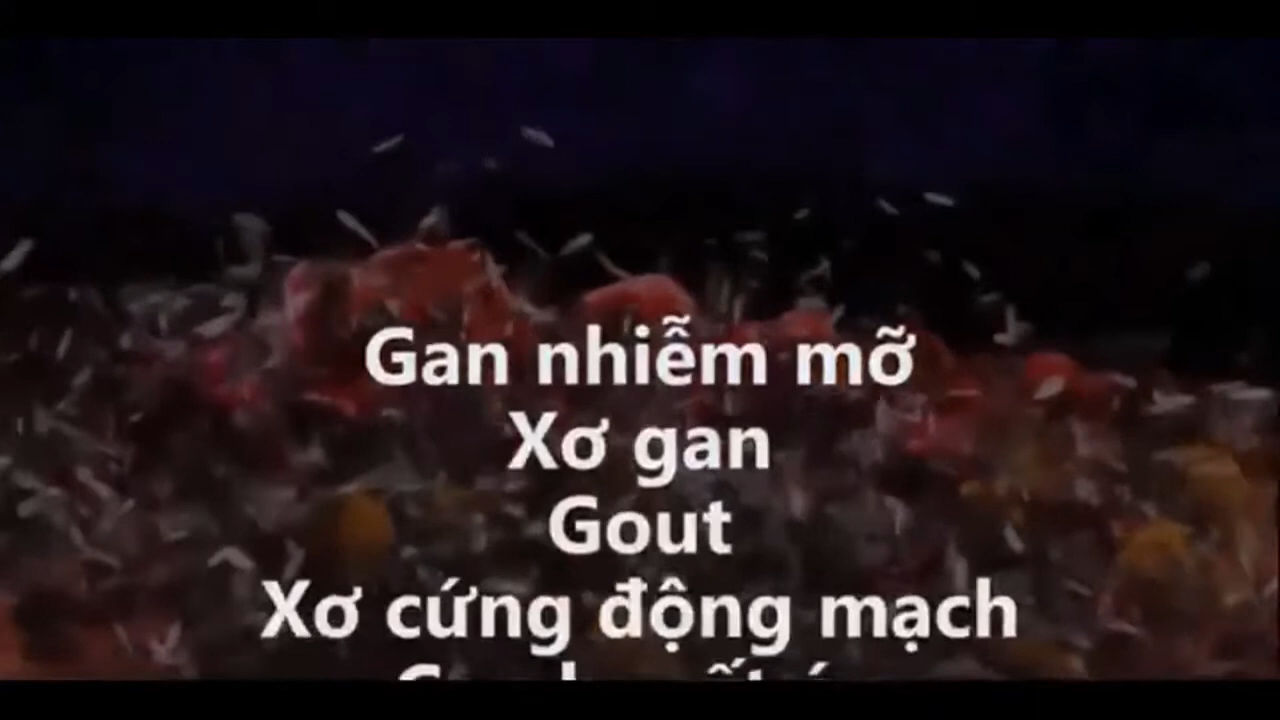 Gan nhiễm mỡ
Xơ gan
Gout
Xơ cứng động mạch